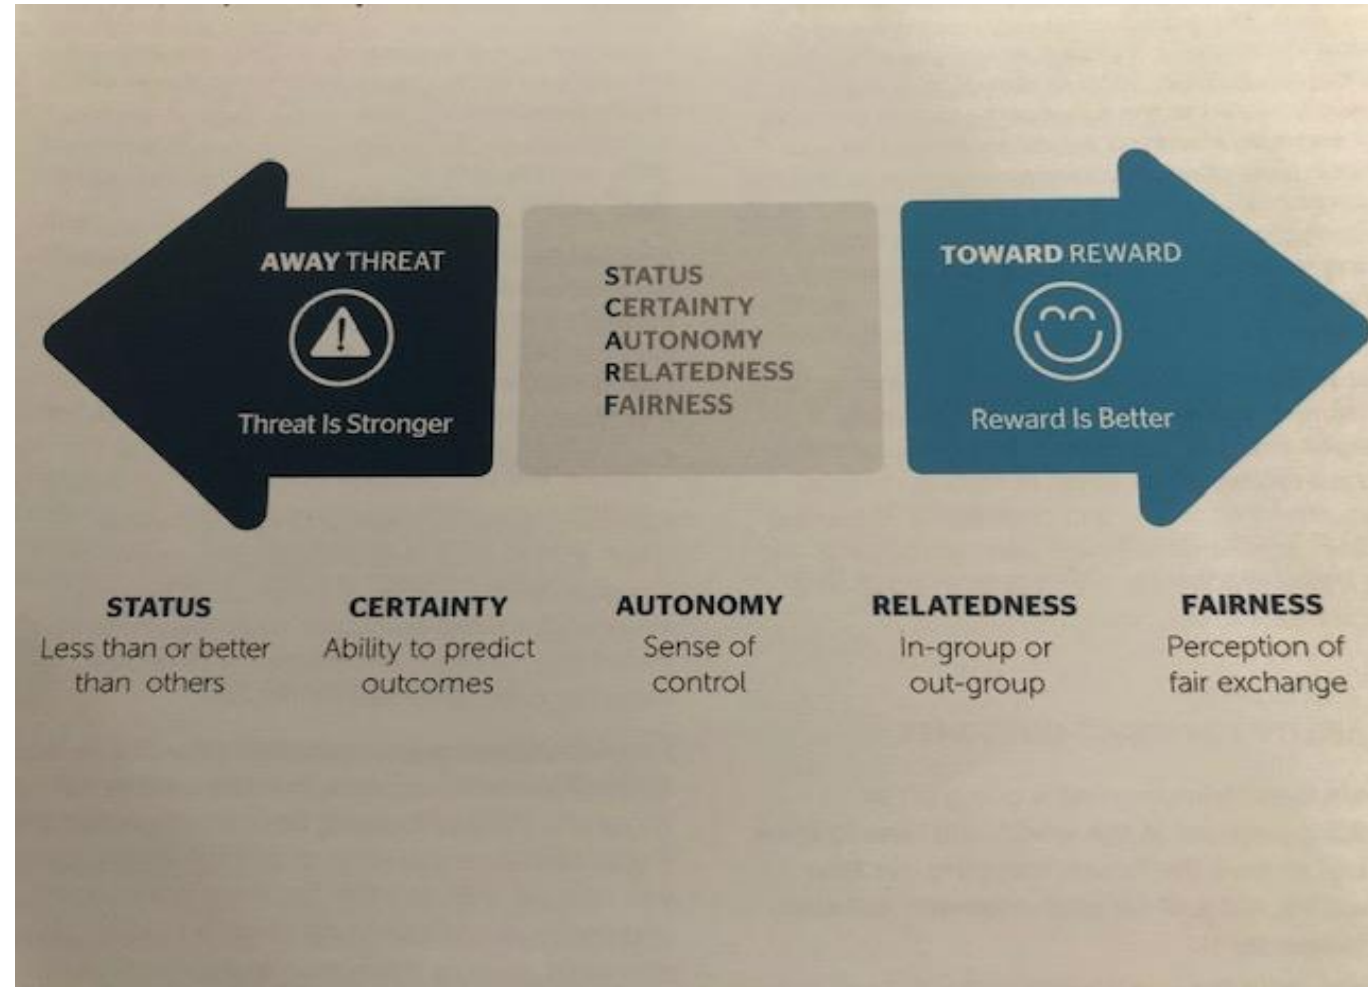 AWAY THREAT
Threat Is Stronger
STATUS
CERTAINTY
AUTONOMY
RELATEDNESS
FAIRNESS
TOWARD REWARD
Reward Is Better
STATUS
Less than or better
than others
CERTAINTY
Ability to predict
outcomes
AUTONOMY
Sense of
control
RELATEDNESS
In-group or
out-group
FAIRNESS
Perception of
fair exchange